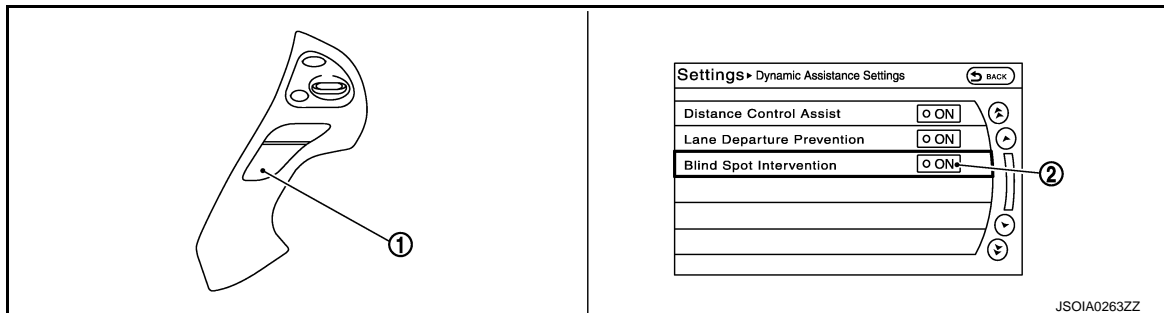 ①
Settings ▸ Dynamic Assistance Settings
BACK
Distance Control Assist ON
Lane Departure Prevention ON
Blind Spot Intervention ON
②
JSOIA0263ZZ